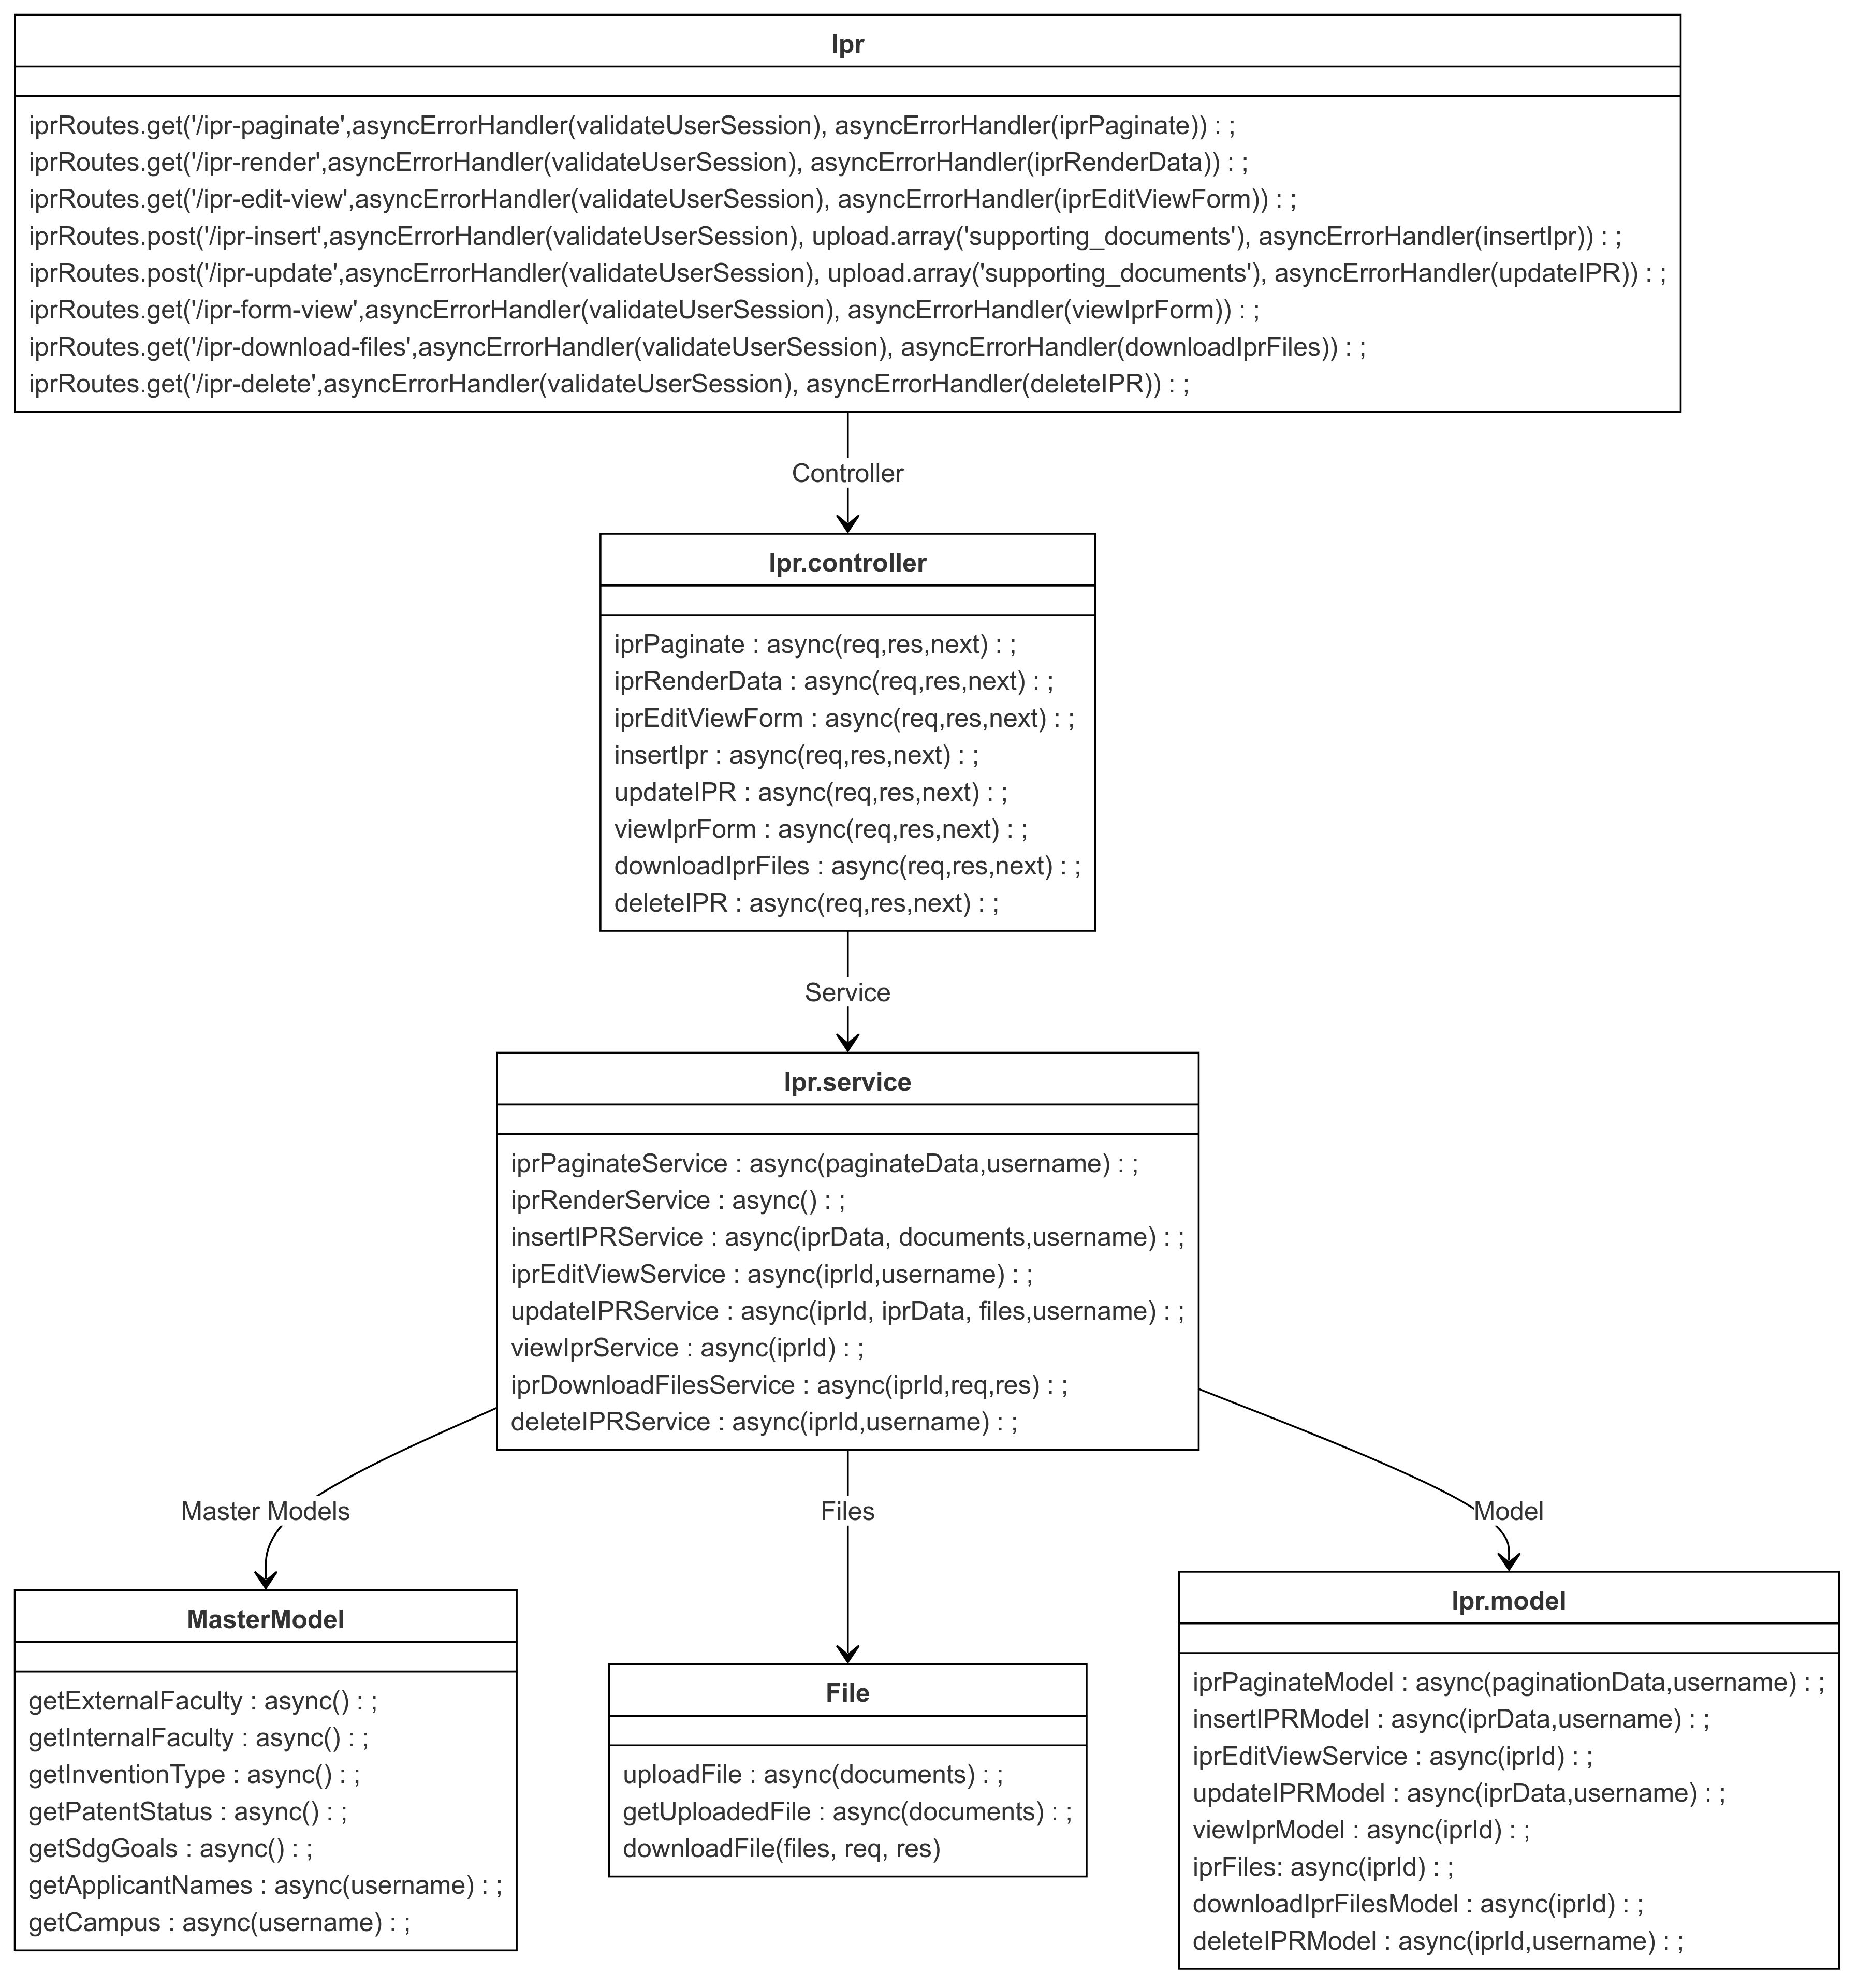 Ipr
iprRoutes.get('/ipr-paginate',asyncErrorHandler(validateUserSession), asyncErrorHandler(iprPaginate)) : ;
iprRoutes.get('/ipr-render',asyncErrorHandler(validateUserSession), asyncErrorHandler(iprRenderData)) : ;
iprRoutes.get('/ipr-edit-view',asyncErrorHandler(validateUserSession), asyncErrorHandler(iprEditViewForm)) : ;
iprRoutes.post('/ipr-insert',asyncErrorHandler(validateUserSession), upload.array('supporting_documents'), asyncErrorHandler(insertIpr)) : ;
iprRoutes.post('/ipr-update',asyncErrorHandler(validateUserSession), upload.array('supporting_documents'), asyncErrorHandler(updateIPR)) : ;
iprRoutes.get('/ipr-form-view',asyncErrorHandler(validateUserSession), asyncErrorHandler(viewIprForm)) : ;
iprRoutes.get('/ipr-download-files',asyncErrorHandler(validateUserSession), asyncErrorHandler(downloadIprFiles)) : ;
iprRoutes.get('/ipr-delete',asyncErrorHandler(validateUserSession), asyncErrorHandler(deleteIPR)) : ;
Controller
Ipr.controller
iprPaginate : async(req,res,next) : ;
iprRenderData : async(req,res,next) : ;
iprEditViewForm : async(req,res,next) : ;
insertIpr : async(req,res,next) : ;
updateIPR : async(req,res,next) : ;
viewIprForm : async(req,res,next) : ;
downloadIprFiles : async(req,res,next) : ;
deleteIPR : async(req,res,next) : ;
Service
Ipr.service
iprPaginateService : async(paginateData,username) : ;
iprRenderService : async() : ;
insertIPRService : async(iprData, documents,username) : ;
iprEditViewService : async(iprId,username) : ;
updateIPRService : async(iprId, iprData, files,username) : ;
viewIprService : async(iprId) : ;
iprDownloadFilesService : async(iprId,req,res) : ;
deleteIPRService : async(iprId,username) : ;
Master Models
Files
Model
MasterModel
getExternalFaculty : async() : ;
getInternalFaculty : async() : ;
getInventionType : async() : ;
getPatentStatus : async() : ;
getSdgGoals : async() : ;
getApplicantNames : async(username) : ;
getCampus : async(username) : ;
File
uploadFile : async(documents) : ;
getUploadedFile : async(documents) : ;
downloadFile(files, req, res)
Ipr.model
iprPaginateModel : async(paginationData,username) : ;
insertIPRModel : async(iprData,username) : ;
iprEditViewService : async(iprId) : ;
updateIPRModel : async(iprData,username) : ;
viewIprModel : async(iprId) : ;
iprFiles: async(iprId) : ;
downloadIprFilesModel : async(iprId) : ;
deleteIPRModel : async(iprId,username) : ;